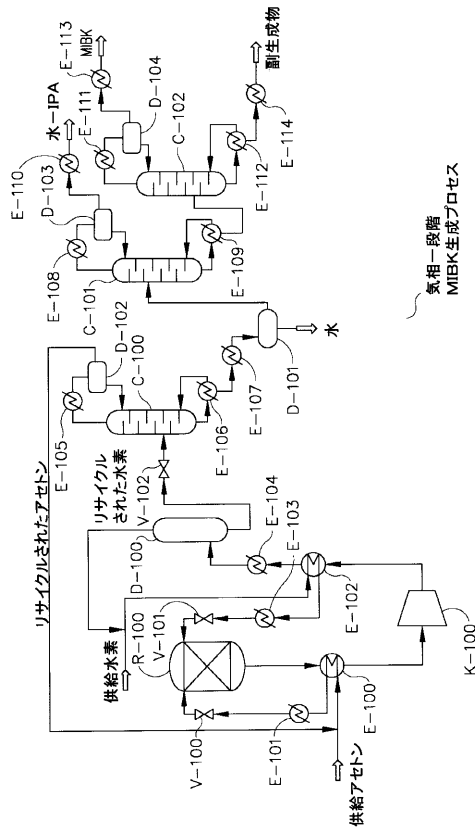 供給アセトン
供給水素
リサイクルされたアセトン
リサイクル
された水素
E-100
E-101
V-100
R-100
V-101
E-102
E-103
E-104
K-100
D-100
V-102
C-100
D-102
E-105
E-106
E-107
D-101
水
C-101
E-108
D-103
E-110
水-IPA
E-109
C-102
D-104
E-111
E-113
MIBK
E-112
E-114
副生成物
気相一段階
MIBK生成プロセス